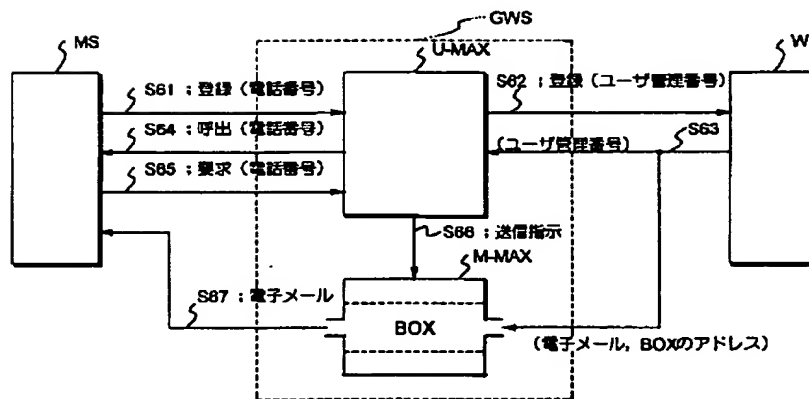 GWS
MS
U-MAX
W
S61;登録(電話番号)
S62;登録(ユーザ管理番号)
S64;呼出(電話番号)
(ユーザ管理番号)
S63
S65;要求(電話番号)
S66;送信指示
M-MAX
S67;電子メール
BOX
(電子メール,BOXのアドレス)